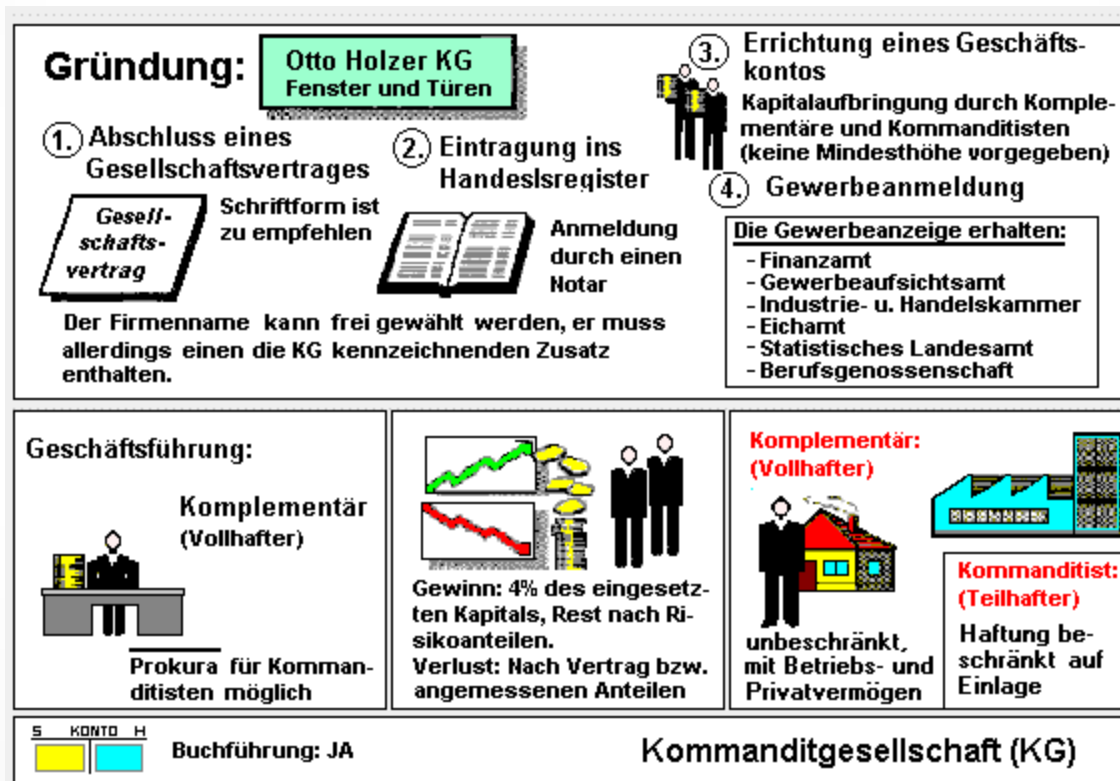 Gründung:
Otto Holzer KG
Fenster und Türen
1. Abschluss eines
Gesellschaftsvertrages
Gesell-
schafts-
vertrag
Schriftform ist
zu empfehlen
2. Eintragung ins
Handeslsregister
Anmeldung
durch einen
Notar
Der Firmenname kann frei gewählt werden, er muss
allerdings einen die KG kennzeichnenden Zusatz
enthalten.
3. Errichtung eines Geschäfts-
kontos
Kapitalaufbringung durch Komple-
mentäre und Kommanditisten
(keine Mindesthöhe vorgegeben)
4. Gewerbeanmeldung
Die Gewerbeanzeige erhalten:
- Finanzamt
- Gewerbeaufsichtsamt
- Industrie- u. Handelskammer
- Eichamt
- Statistisches Landesamt
- Berufsgenossenschaft
Geschäftsführung:
Komplementär
(Vollhafter)
Prokura für Komman-
ditisten möglich
Gewinn: 4% des eingesetz-
ten Kapitals, Rest nach Ri-
sikoanteilen.
Verlust: Nach Vertrag bzw.
angemessenen Anteilen
Komplementär:
(Vollhafter)
unbeschränkt,
mit Betriebs- und
Privatvermögen
Kommanditist:
(Teilhafter)
Haftung be-
schränkt auf
Einlage
S KONTO H
Buchführung: JA
Kommanditgesellschaft (KG)